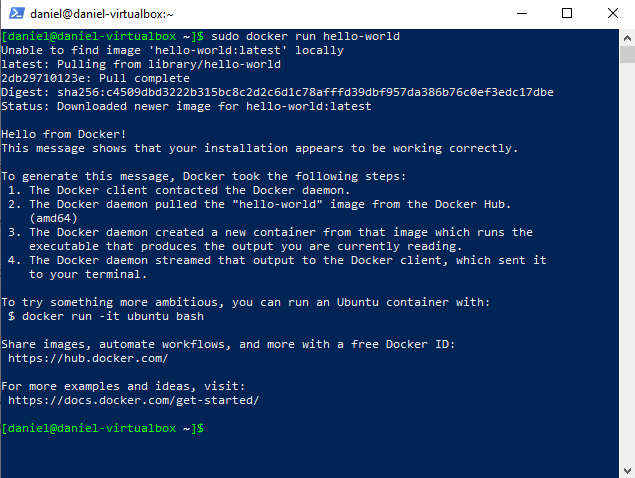 daniel@daniel-virtualbox:~
[daniel@daniel-virtualbox ~]$ sudo docker run hello-world
Unable to find image 'hello-world:latest' locally
latest: Pulling from library/hello-world
2db29710123e: Pull complete
Digest: sha256:c4509dbd3222b315bc8c2d2c6d1c78afffd39dbf957da386b76c0ef3edc17dbe
Status: Downloaded newer image for hello-world:latest

Hello from Docker!
This message shows that your installation appears to be working correctly.

To generate this message, Docker took the following steps:
 1. The Docker client contacted the Docker daemon.
 2. The Docker daemon pulled the "hello-world" image from the Docker Hub.
    (amd64)
 3. The Docker daemon created a new container from that image which runs the
    executable that produces the output you are currently reading.
 4. The Docker daemon streamed that output to the Docker client, which sent it
    to your terminal.

To try something more ambitious, you can run an Ubuntu container with:
 $ docker run -it ubuntu bash

Share images, automate workflows, and more with a free Docker ID:
 https://hub.docker.com/

For more examples and ideas, visit:
 https://docs.docker.com/get-started/

[daniel@daniel-virtualbox ~]$